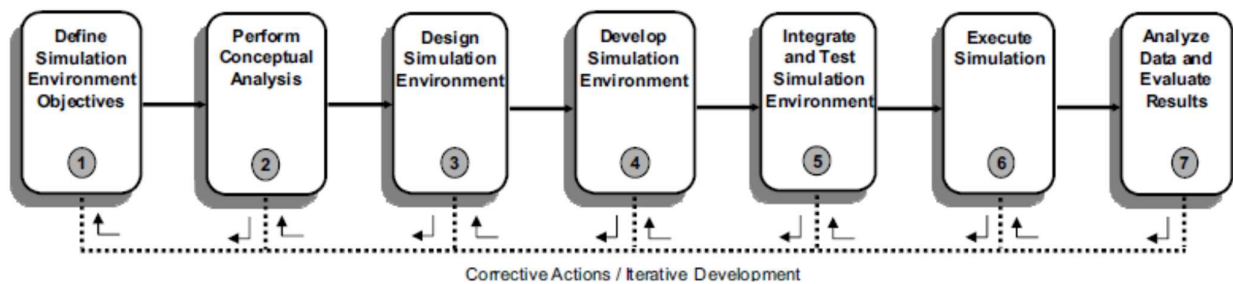 Define
Simulation
Environment
Objectives
1
Perform
Conceptual
Analysis
2
Design
Simulation
Environment
3
Develop
Simulation
Environment
4
Integrate
and Test
Simulation
Environment
5
Execute
Simulation
6
Analyze
Data and
Evaluate
Results
7
Corrective Actions / Iterative Development